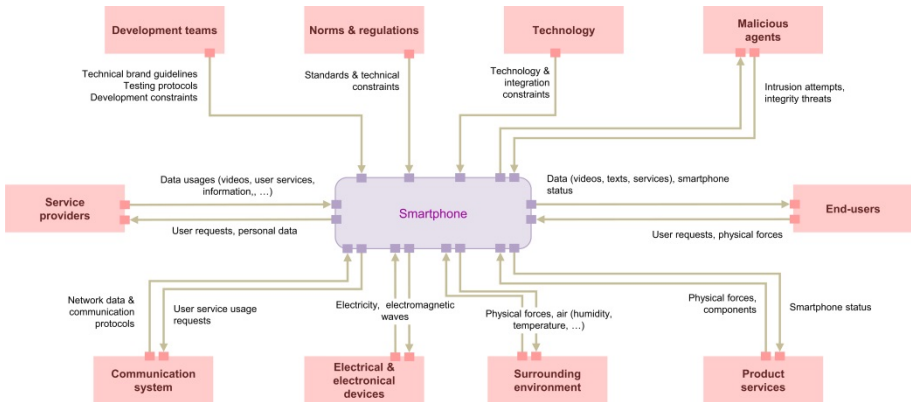 Development teams
Norms & regulations
Technology
Malicious
agents
Technical brand guidelines
Testing protocols
Development constraints
Standards & technical
constraints
Technology &
integration
constraints
Intrusion attempts,
integrity threats
Data usages (videos, user services,
information,, …)
Data (videos, texts, services), smartphone
status
Service
providers
Smartphone
End-users
User requests, personal data
User requests, physical forces
Network data &
communication
protocols
User service usage
requests
Electricity, electromagnetic
waves
Physical forces, air (humidity,
temperature, …)
Physical forces,
components
Smartphone status
Communication
system
Electrical &
electronical
devices
Surrounding
environment
Product
services